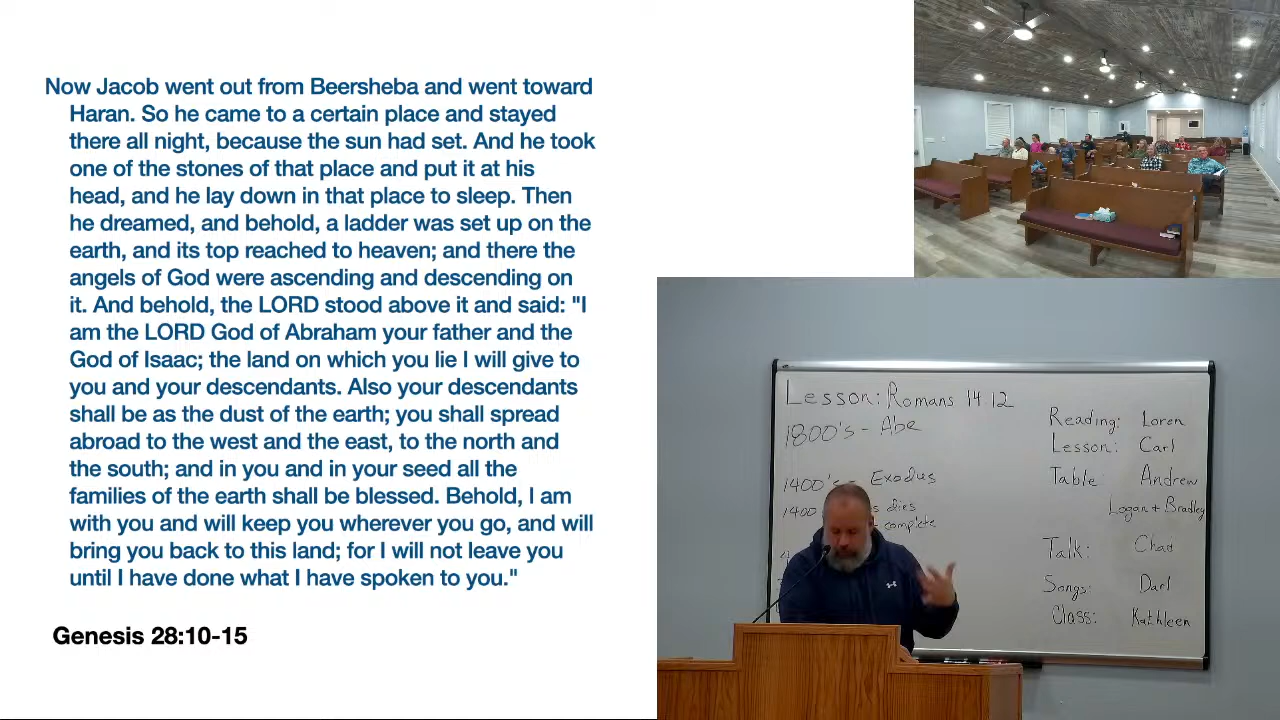 Now Jacob went out from Beersheba and went toward
Haran. So he came to a certain place and stayed
there all night, because the sun had set. And he took
one of the stones of that place and put it at his
head, and he lay down in that place to sleep. Then
he dreamed, and behold, a ladder was set up on the
earth, and its top reached to heaven; and there the
angels of God were ascending and descending on
it. And behold, the LORD stood above it and said: "I
am the LORD God of Abraham your father and the
God of Isaac; the land on which you lie I will give to
you and your descendants. Also your descendants
shall be as the dust of the earth; you shall spread
abroad to the west and the east, to the north and
the south; and in you and in your seed all the
families of the earth shall be blessed. Behold, I am
with you and will keep you wherever you go, and will
bring you back to this land; for I will not leave you
until I have done what I have spoken to you."
Genesis 28:10-15
Lesson: Romans 14:12
1800's - Abe
1400's - Exodus
1400
dies
complete
Reading: Loren
Lesson: Carl
Table Andrew
Logan + Bradley
Talk: Chad
Songs: Darl
Class: Kathleen